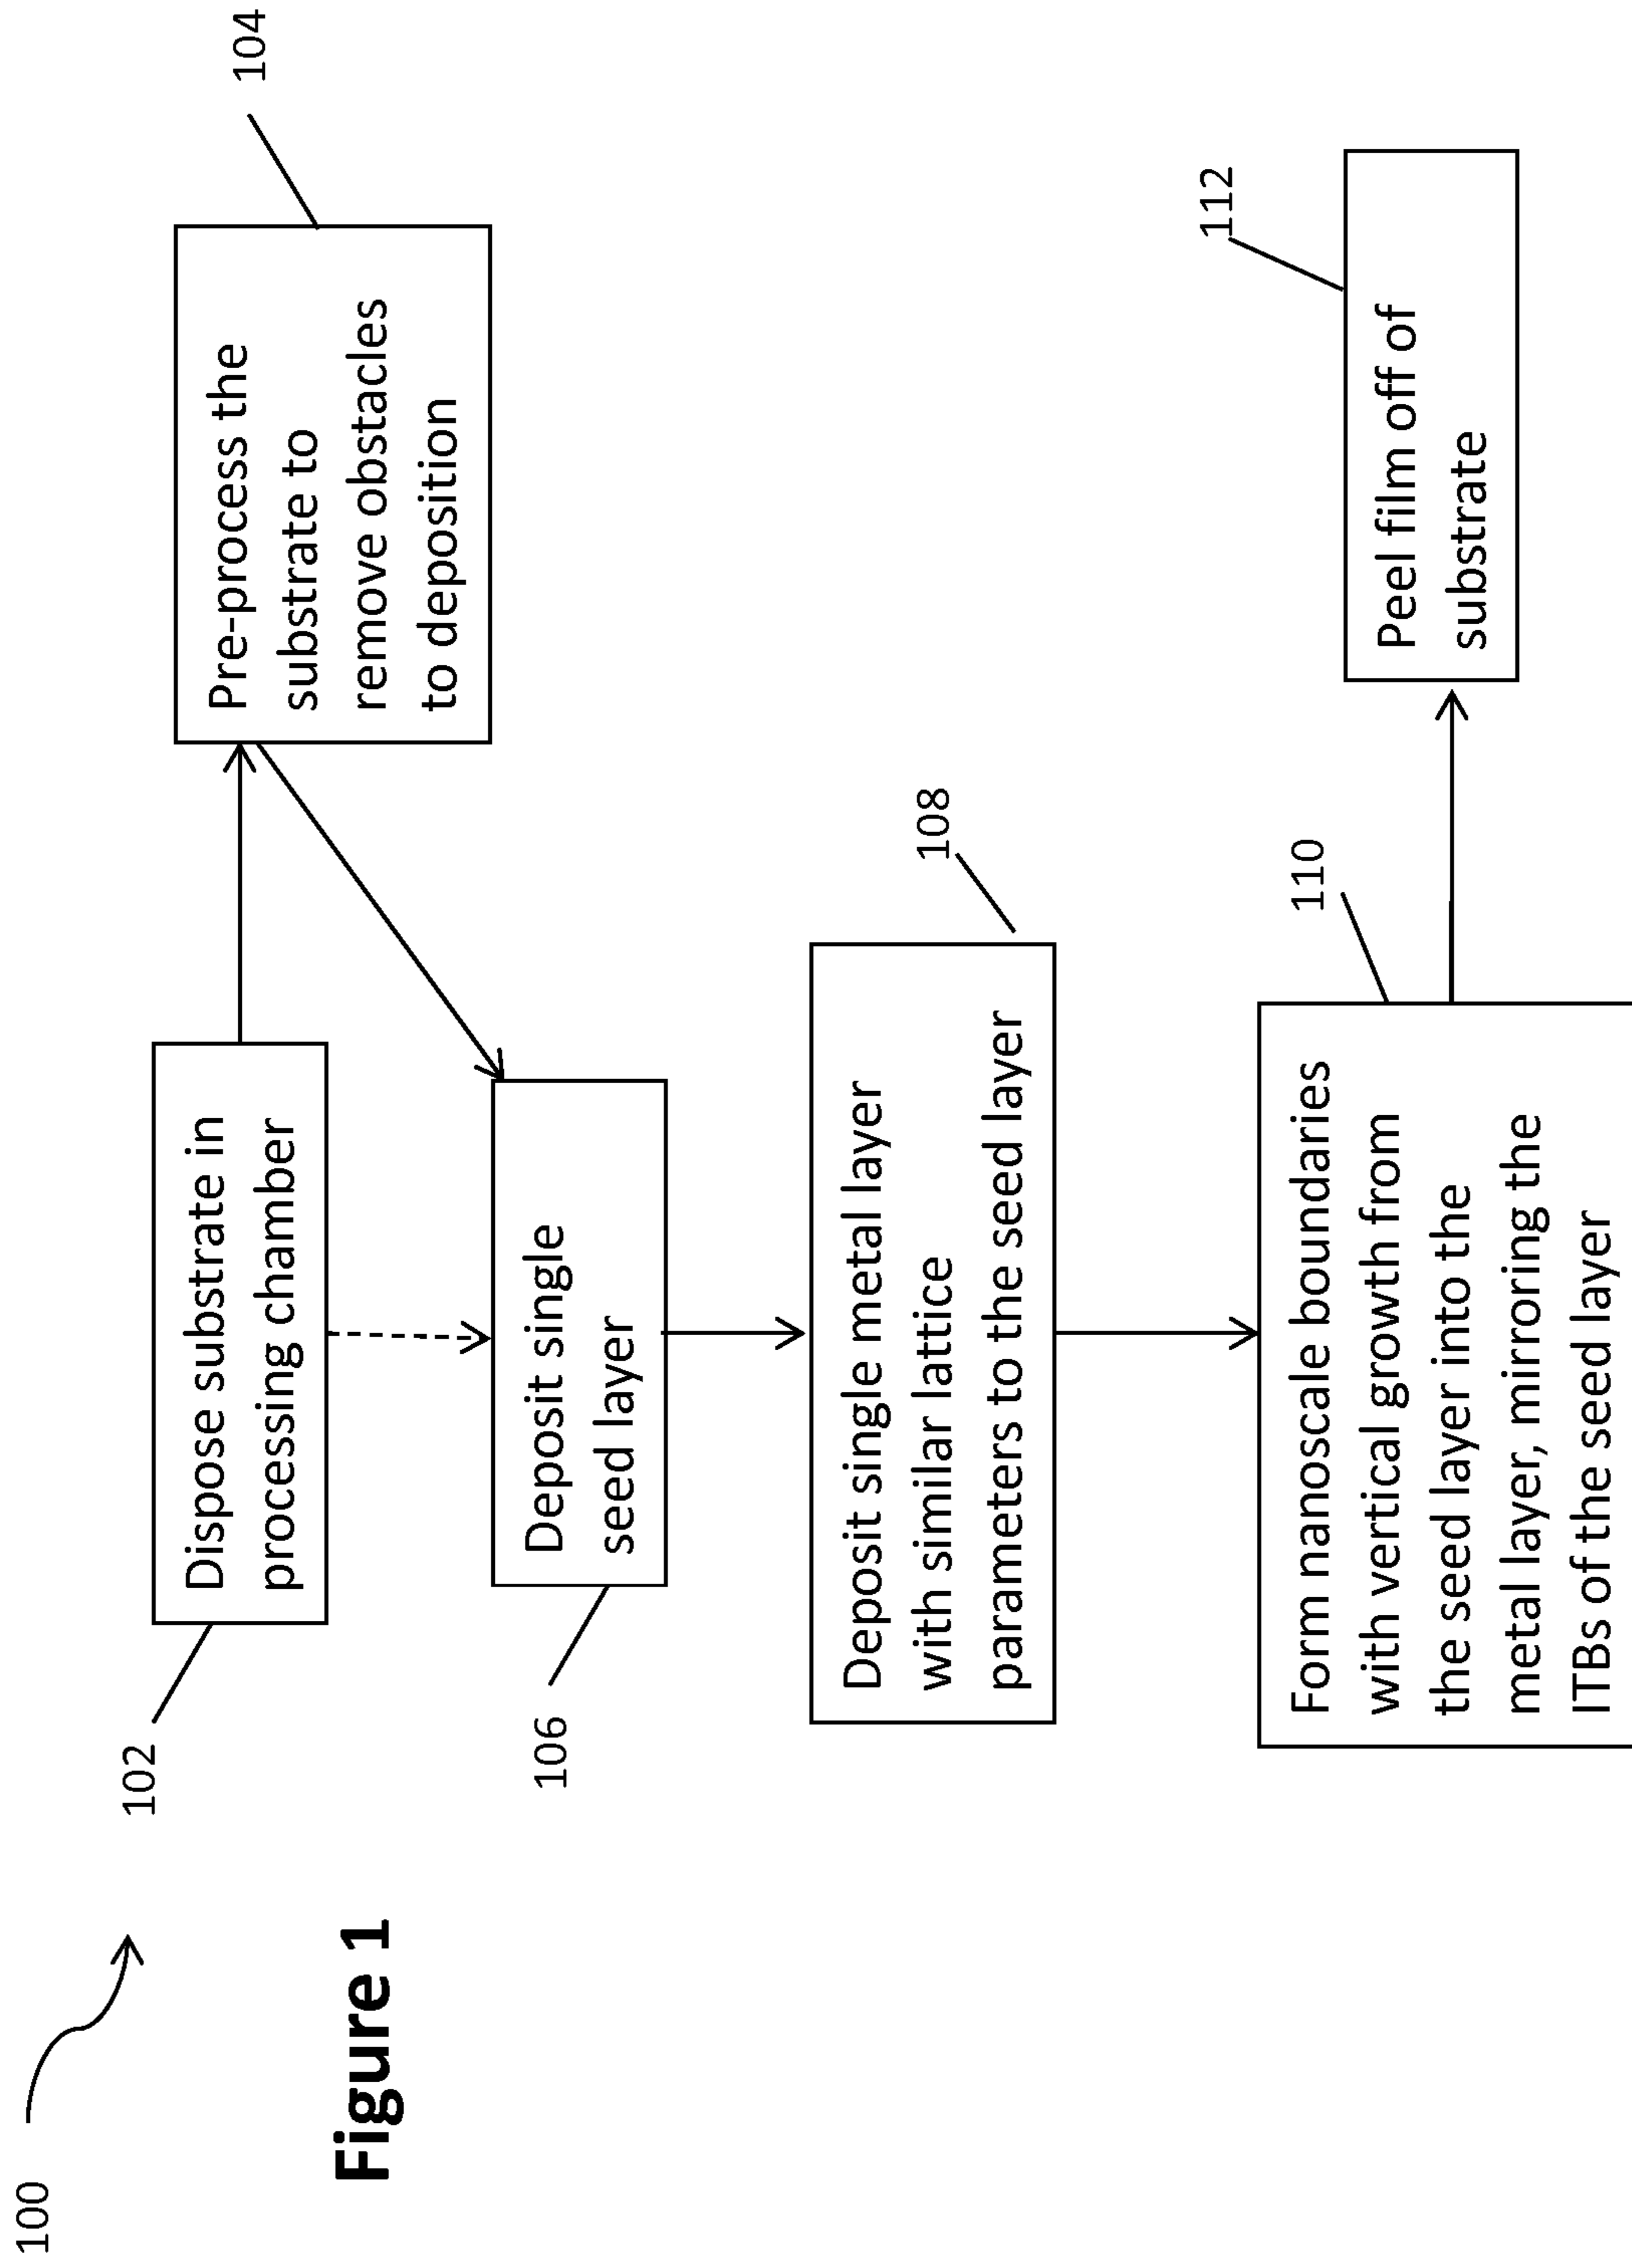 100
Figure 1
102
Dispose substrate in
processing chamber
104
Pre-process the
substrate to
remove obstacles
to deposition
106
Deposit single
seed layer
108
Deposit single metal layer
with similar lattice
parameters to the seed layer
110
Form nanoscale boundaries
with vertical growth from
the seed layer into the
metal layer, mirroring the
ITBs of the seed layer
112
Peel film off of
substrate